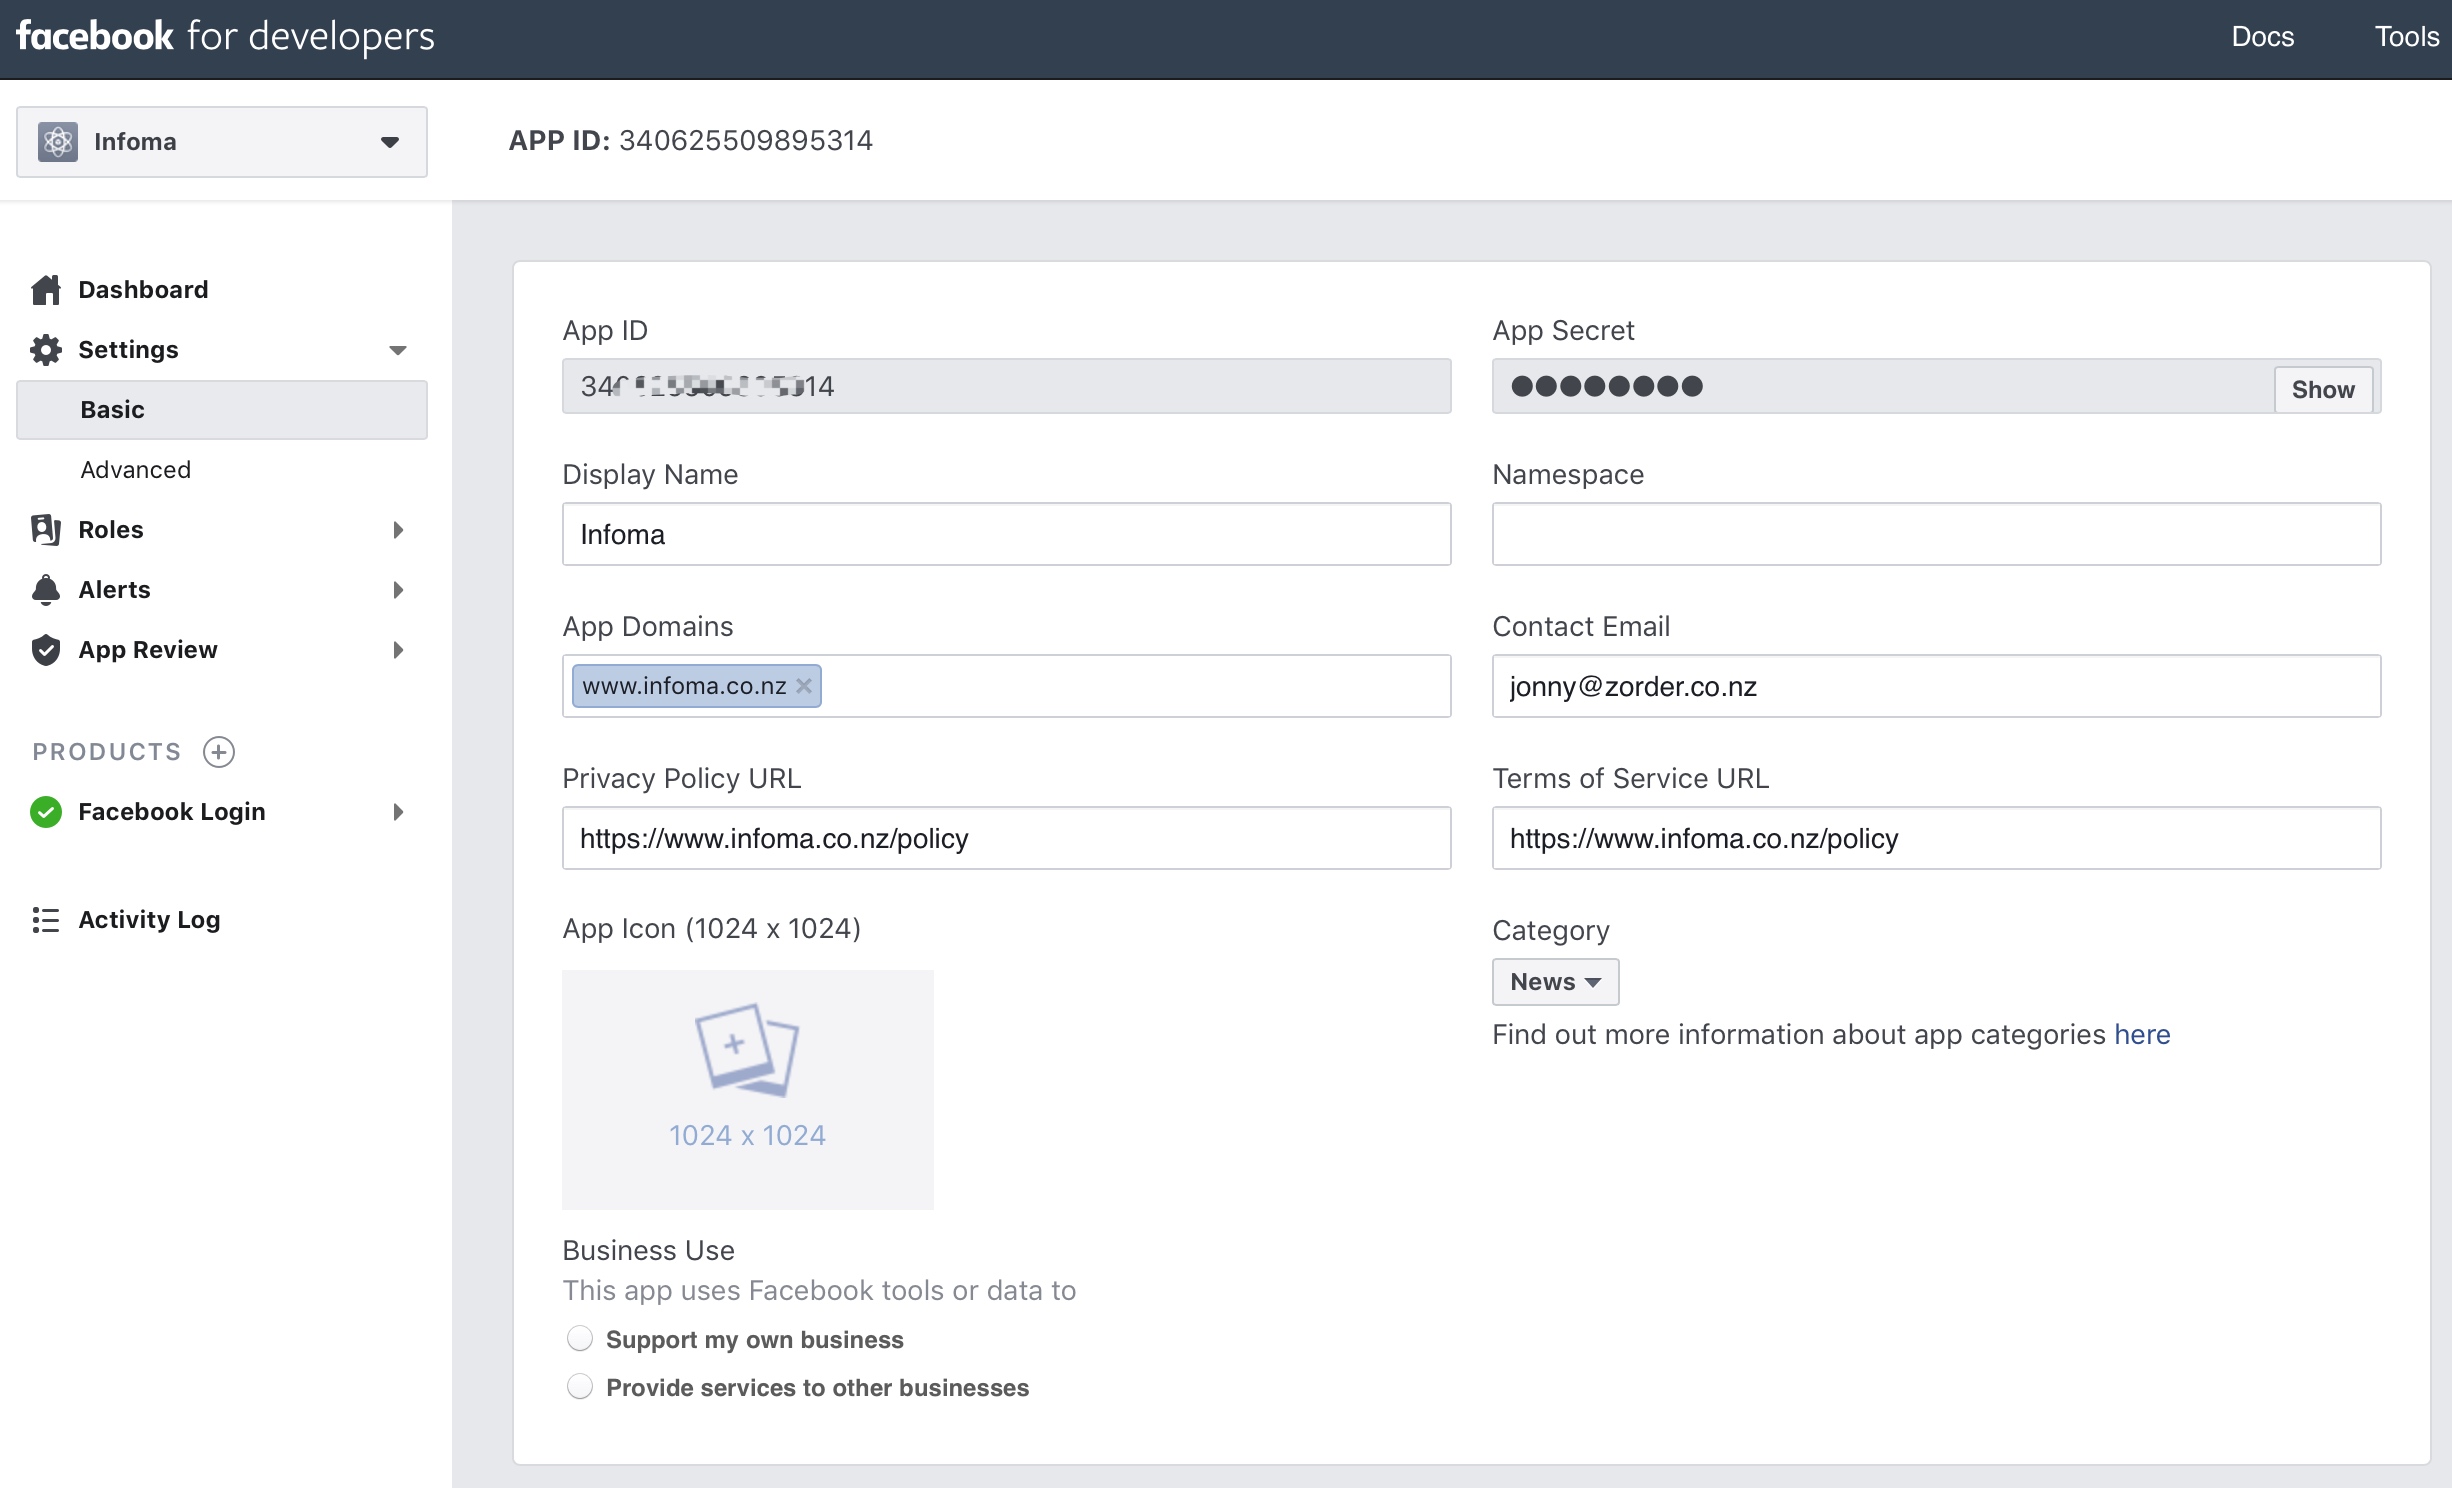 facebook for developers
Docs
Tools
Infoma
APP ID: 340625509895314
Dashboard
Settings
Basic
Advanced
Roles
Alerts
App Review
PRODUCTS
Facebook Login
Activity Log
App ID
App Secret
Show
Display Name
Infoma
Namespace
App Domains
www.infoma.co.nz
Contact Email
jonny@zorder.co.nz
Privacy Policy URL
https://www.infoma.co.nz/policy
Terms of Service URL
https://www.infoma.co.nz/policy
App Icon (1024 x 1024)
1024 x 1024
Category
News
Find out more information about app categories here
Business Use
This app uses Facebook tools or data to
Support my own business
Provide services to other businesses